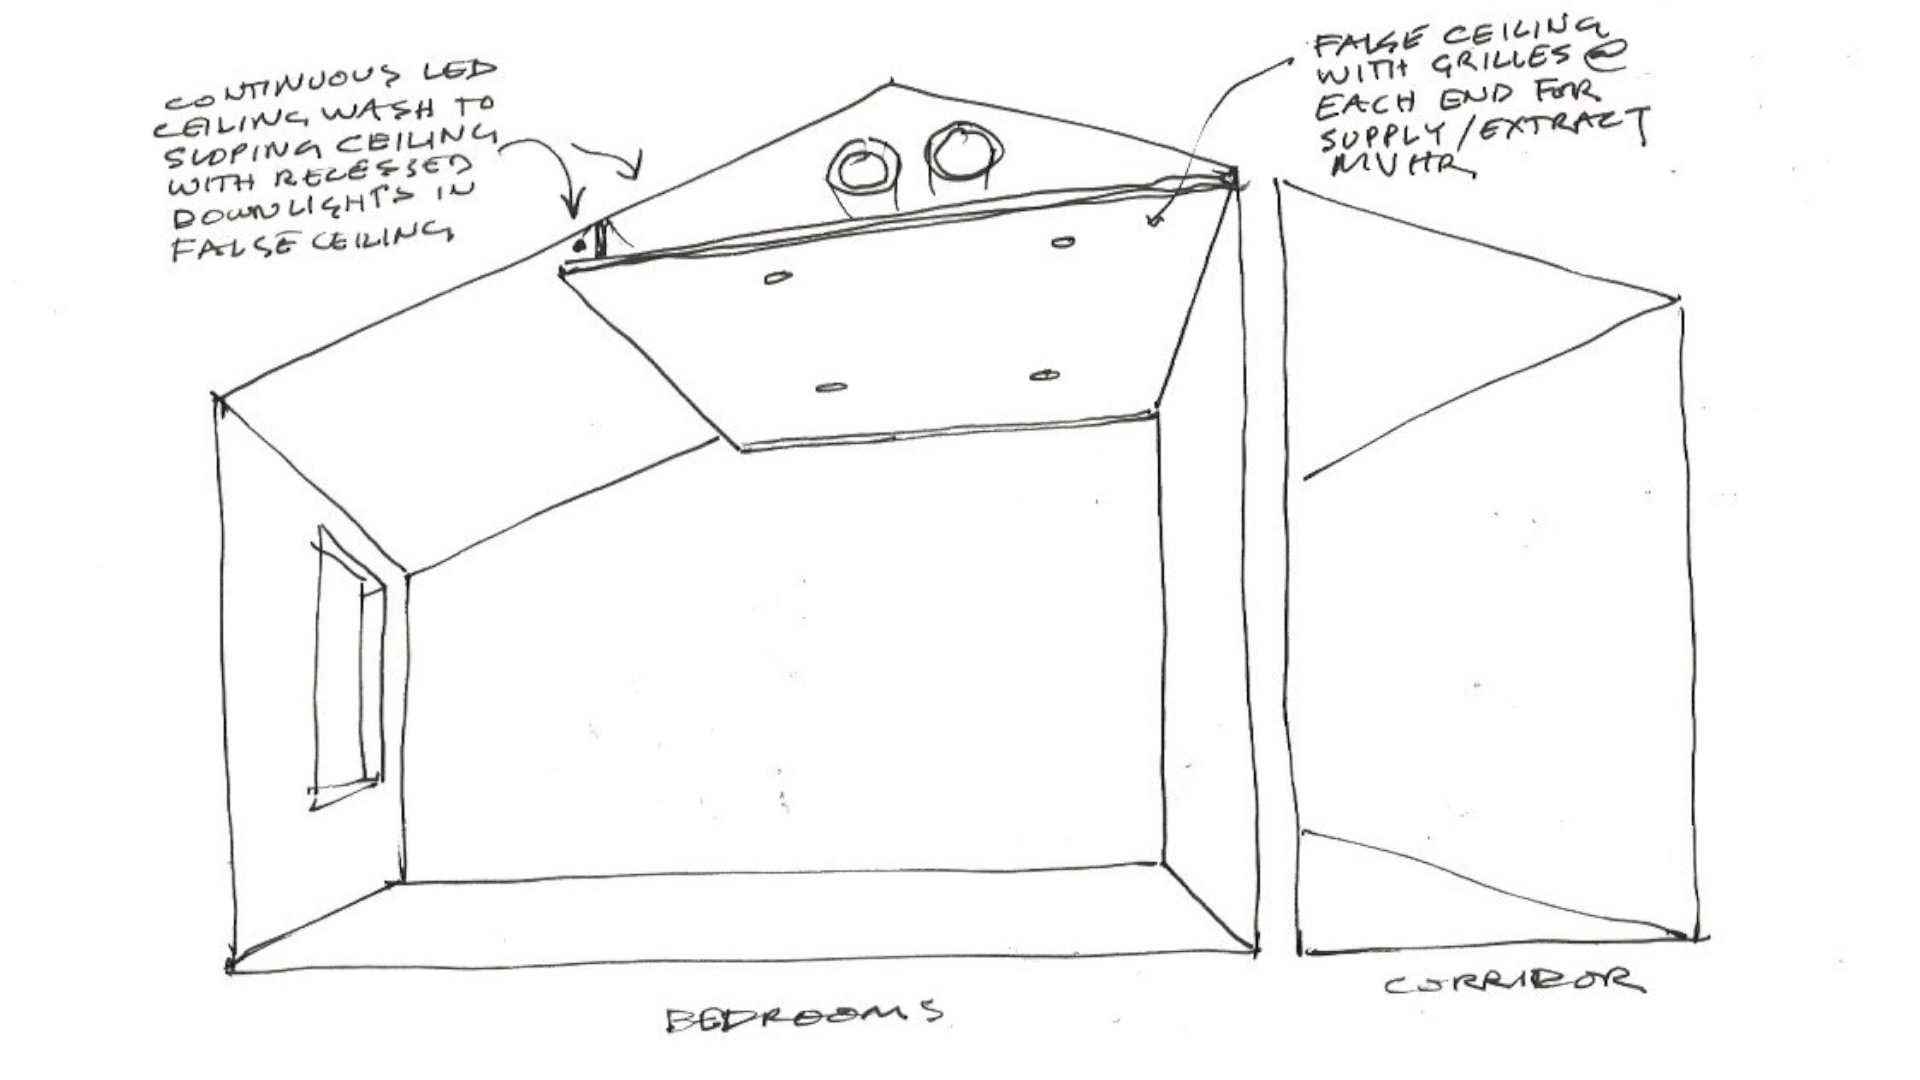 CONTINUOUS LED
CEILING WASH TO
SLOPING CEILING
WITH RECESSED
DOWNLIGHTS IN
FALSE CEILING
FALSE CEILING
WITH GRILLES @
EACH END FOR
SUPPLY/EXTRACT
MVHR
BEDROOMS
CORRIDOR